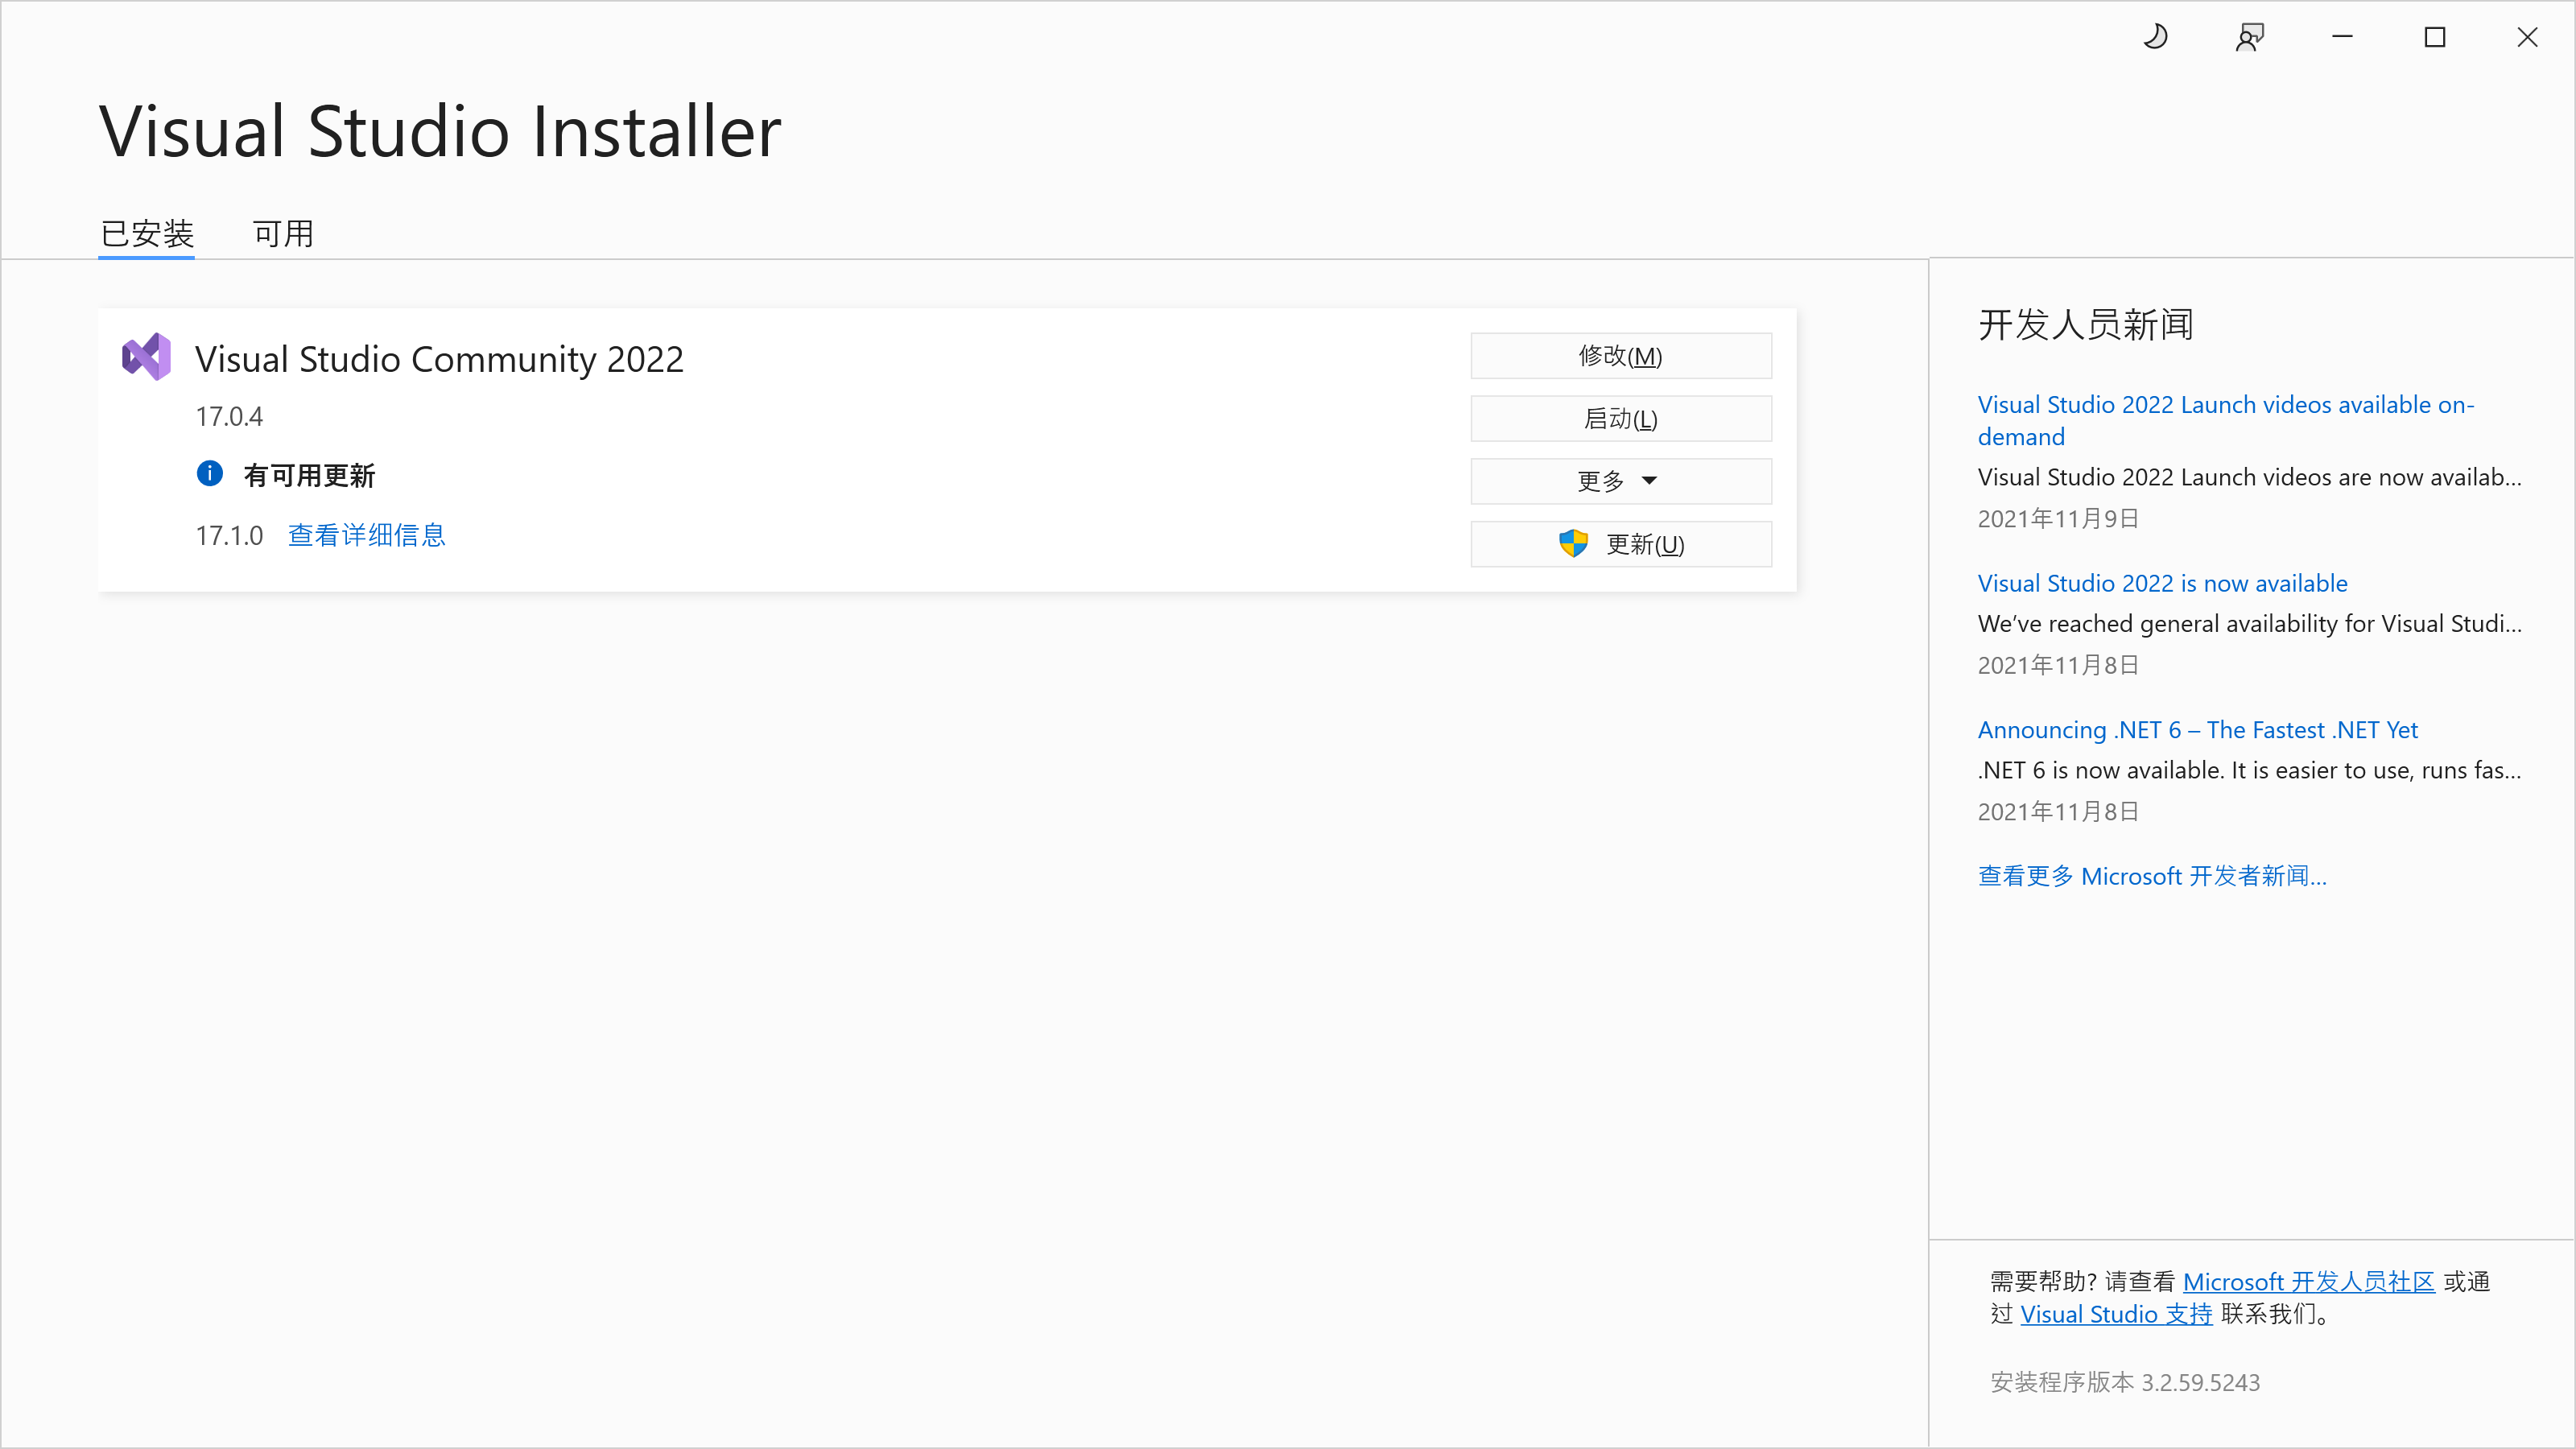 Visual Studio Installer
已安装 可用
Visual Studio Community 2022
17.0.4
有可用更新
17.1.0 查看详细信息
修改(M)
启动(L)
更多
更新(U)
开发人员新闻
Visual Studio 2022 Launch videos available on-
demand
Visual Studio 2022 Launch videos are now availab...
2021年11月9日
Visual Studio 2022 is now available
We’ve reached general availability for Visual Studi...
2021年11月8日
Announcing .NET 6 – The Fastest .NET Yet
.NET 6 is now available. It is easier to use, runs fas...
2021年11月8日
查看更多 Microsoft 开发者新闻...
需要帮助? 请查看 Microsoft 开发人员社区 或通
过 Visual Studio 支持 联系我们。
安装程序版本 3.2.59.5243